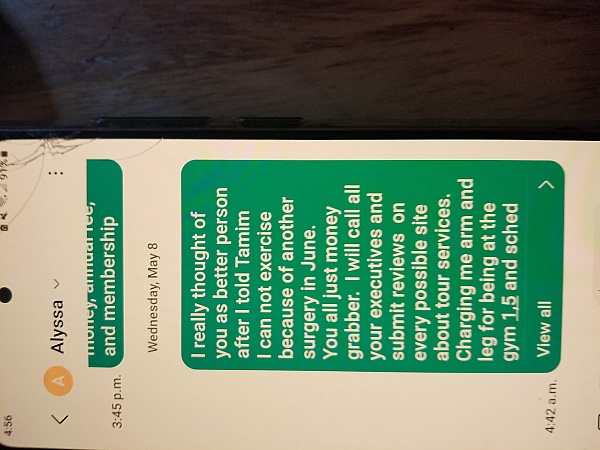 4:56
91%
Alyssa
A
money, annual fee,
and membership
3:45 p.m.
Wednesday, May 8
I really thought of
you as better person
after I told Tamim
I can not exercise
because of another
surgery in June.
You all just money
grabber. I will call all
your executives and
submit reviews on
every possible site
about tour services.
Charging me arm and
leg for being at the
gym 1.5 and sched
View all
4:42 a.m.